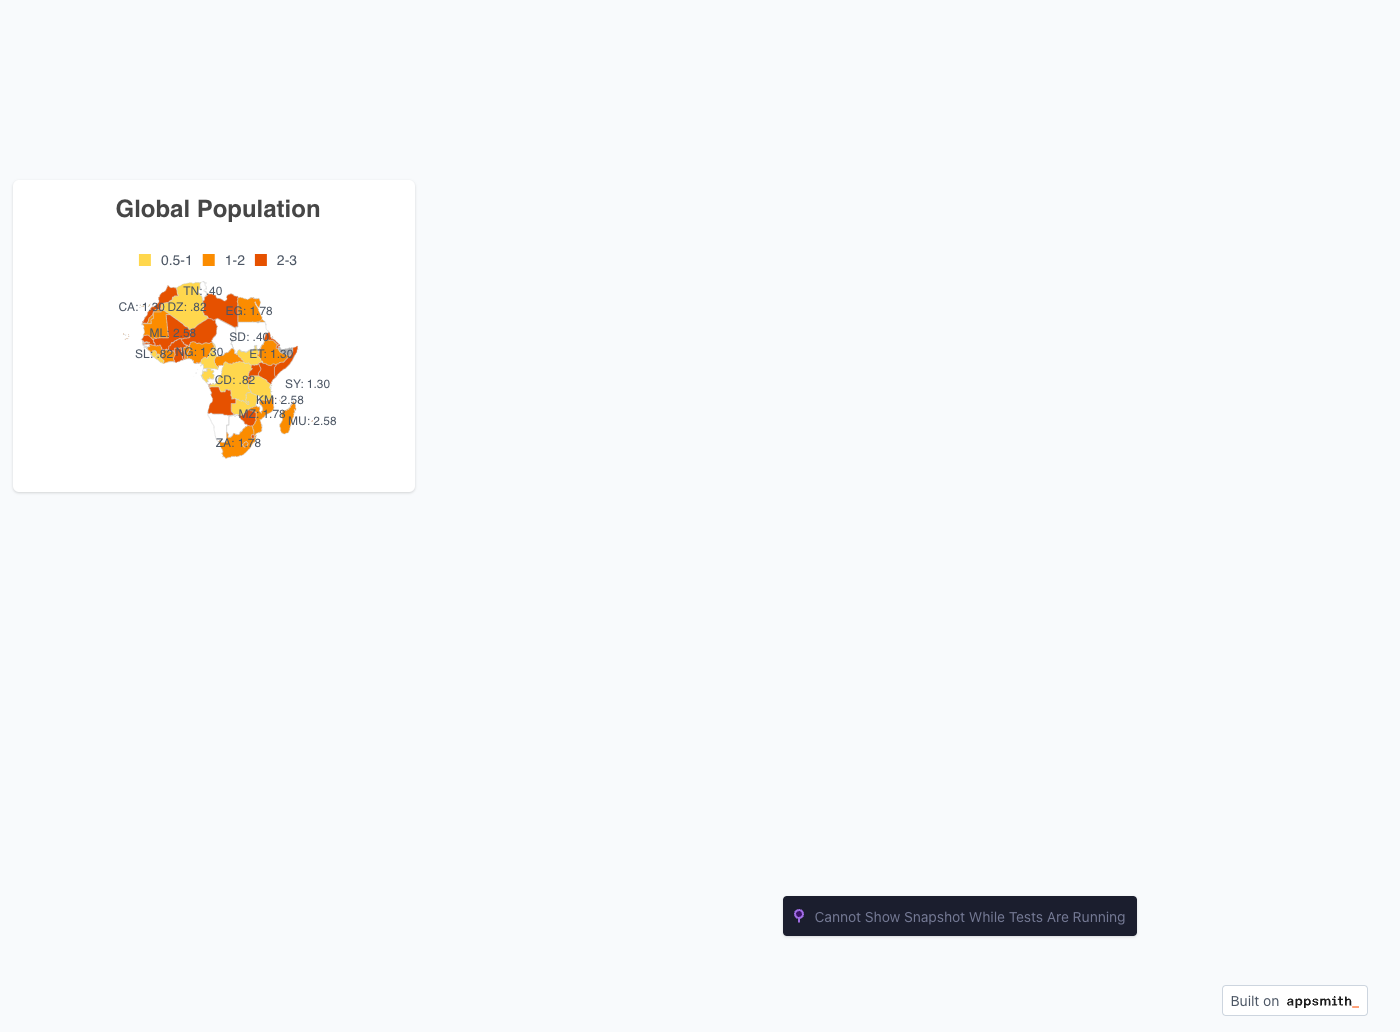 Global Population
0.5-1 1-2 2-3
TN: .40
CA: 1.30 DZ: .82
EG: 1.78
ML: 2.58
SD: .40
SL: .82
NG: 1.30
ET: 1.30
CD: .82
SY: 1.30
KM: 2.58
MZ: 1.78
MU: 2.58
ZA: 1.78
Cannot Show Snapshot While Tests Are Running
Built on appsmith_